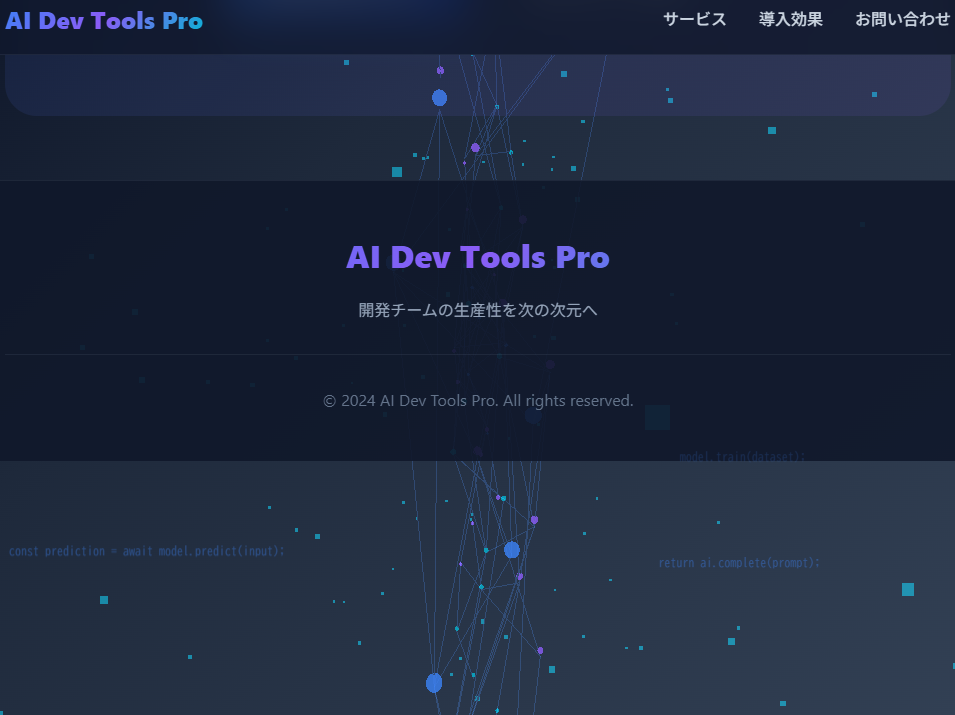 AI Dev Tools Pro
サービス 導入効果 お問い合わせ
AI Dev Tools Pro
開発チームの生産性を次の次元へ
© 2024 AI Dev Tools Pro. All rights reserved.
model.train(dataset);
const prediction = await model.predict(input);
return ai.complete(prompt);